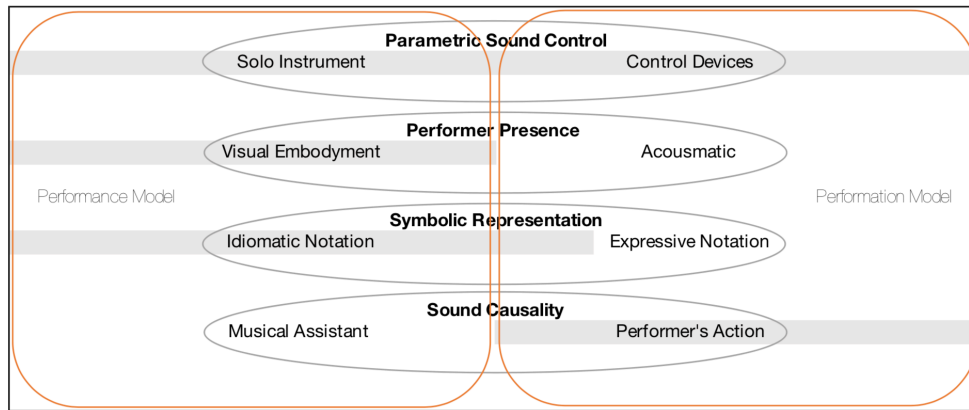 Parametric Sound Control
Solo Instrument Control Devices
Performer Presence
Visual Embodyment Acousmatic
Performance Model Performation Model
Symbolic Representation
Idiomatic Notation Expressive Notation
Sound Causality
Musical Assistant Performer's Action